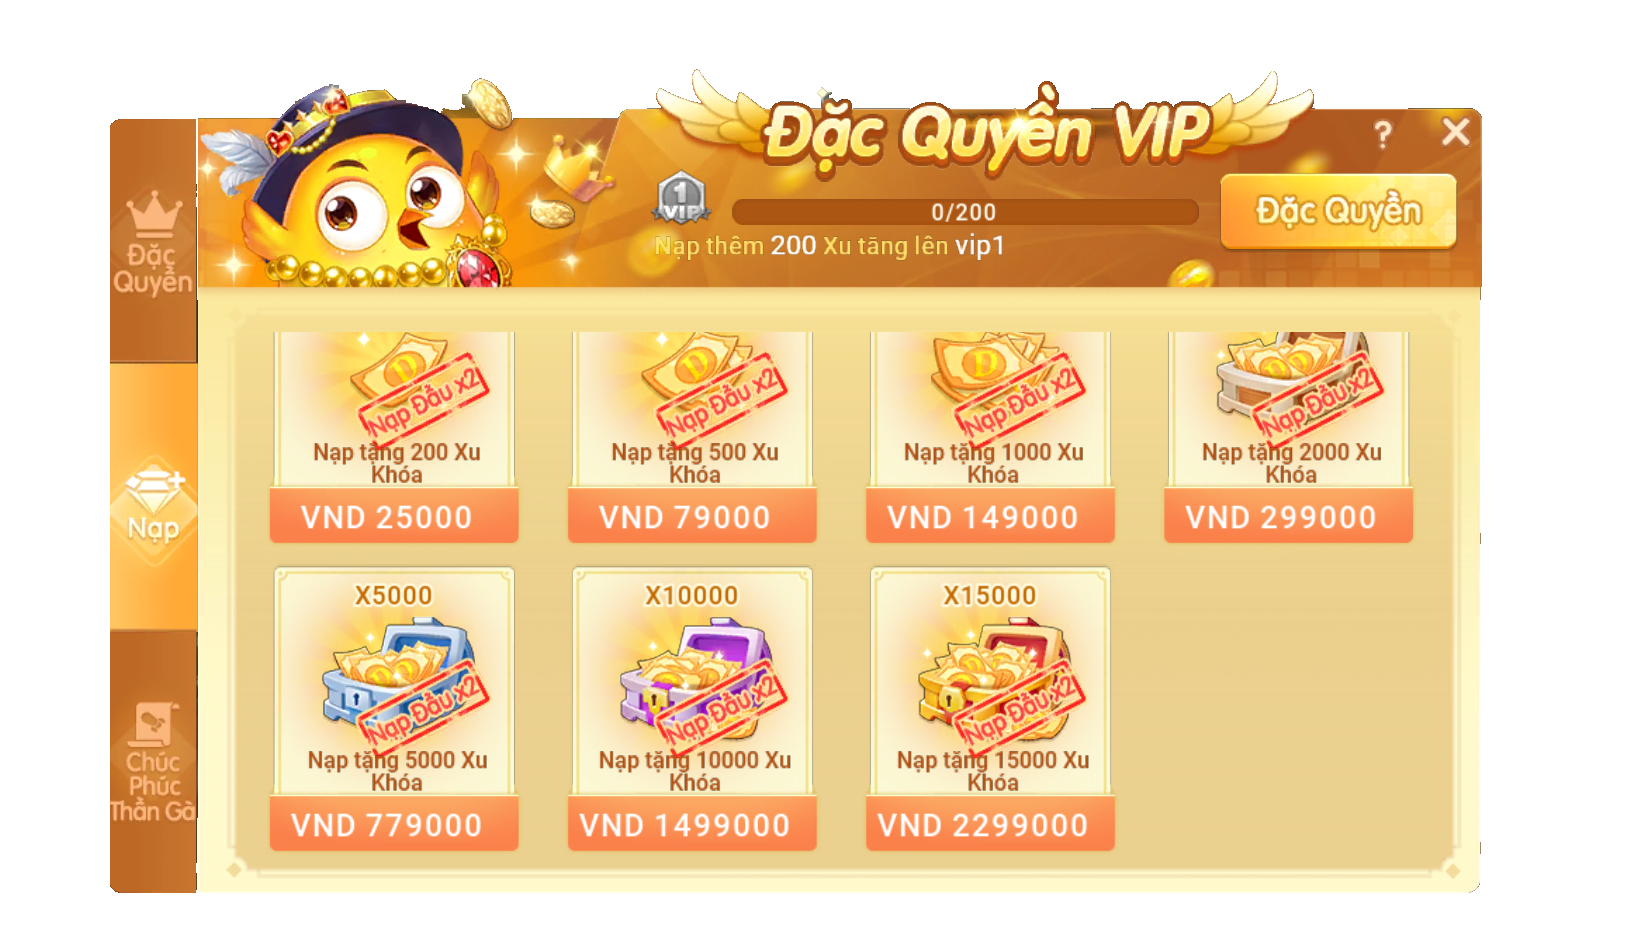 Đặc Quyền VIP
?
Đặc
Quyền
1
VIP
0/200
Đặc Quyền
Nạp thêm 200 Xu tăng lên vip1
Nạp
Chúc
Phúc
Thần Gà
Nạp Đầu x2
Nạp tặng 200 Xu
Khóa
VND 25000
Nạp Đầu x2
Nạp tặng 500 Xu
Khóa
VND 79000
Nạp Đầu x2
Nạp tặng 1000 Xu
Khóa
VND 149000
Nạp Đầu x2
Nạp tặng 2000 Xu
Khóa
VND 299000
X5000
Nạp Đầu x2
Nạp tặng 5000 Xu
Khóa
VND 779000
X10000
Nạp Đầu x2
Nạp tặng 10000 Xu
Khóa
VND 1499000
X15000
Nạp Đầu x2
Nạp tặng 15000 Xu
Khóa
VND 2299000